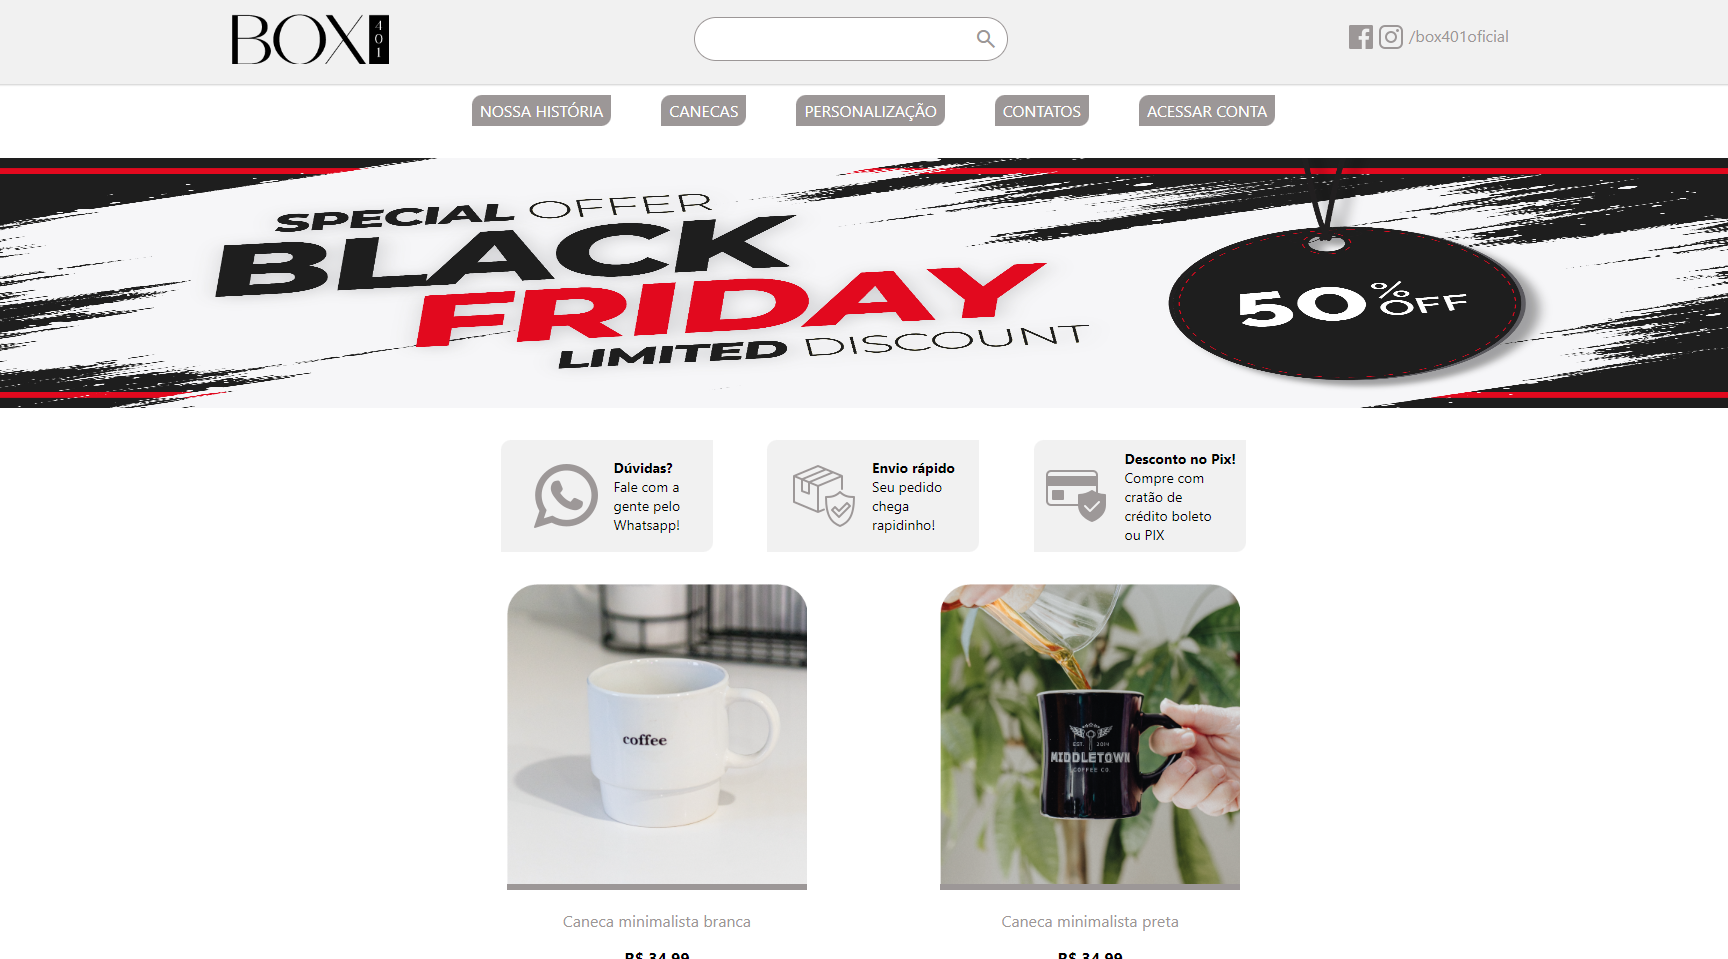 BOX 401
/box401oficial
NOSSA HISTÓRIA
CANECAS
PERSONALIZAÇÃO
CONTATOS
ACESSAR CONTA
SPECIAL OFFER
BLACK
FRIDAY
LIMITED DISCOUNT
50% OFF
Dúvidas?
Fale com a
gente pelo
Whatsapp!
Envio rápido
Seu pedido
chega
rapidinho!
Desconto no Pix!
Compre com
cratão de
crédito boleto
ou PIX
coffee
EST. 2014
MIDDLETOWN
COFFEE CO
Caneca minimalista branca
Caneca minimalista preta
R$ 34,99
R$ 34,99